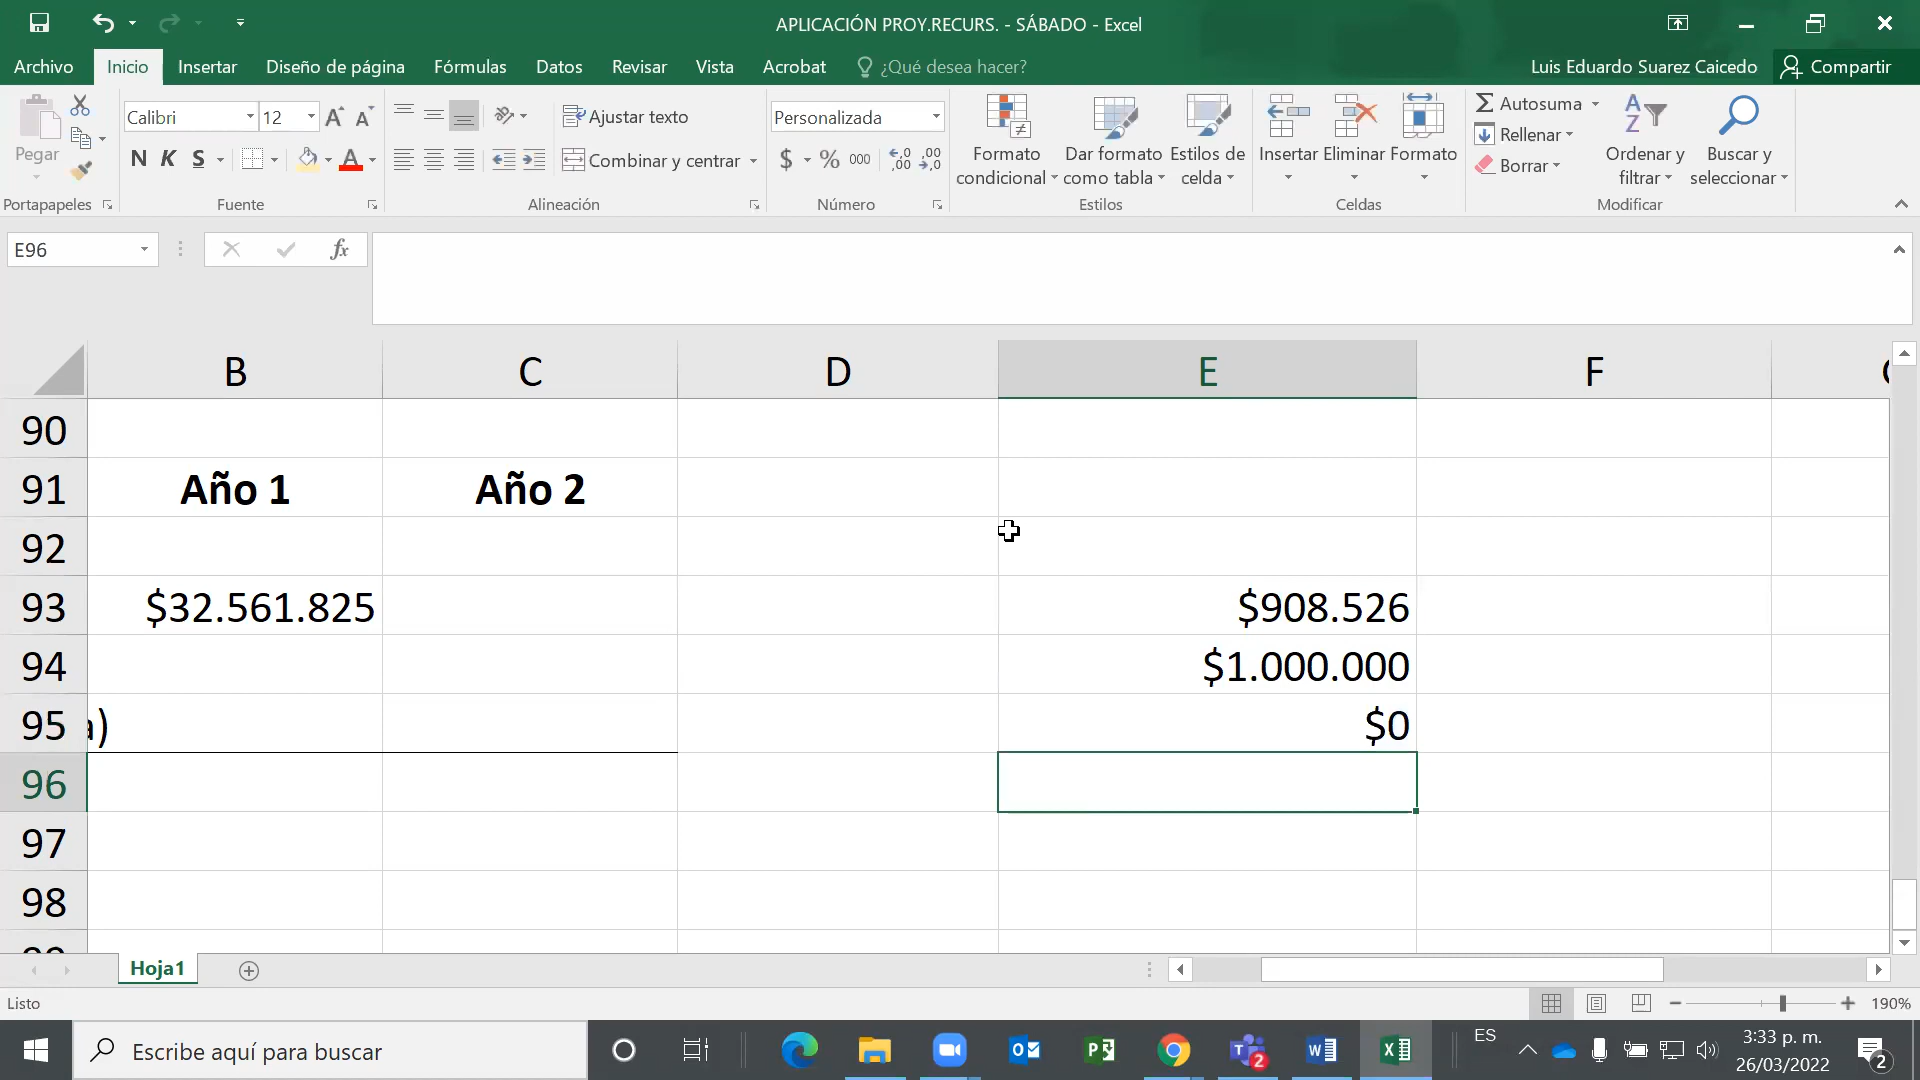 APLICACIÓN PROY.RECURS. - SÁBADO - Excel
Archivo Inicio Insertar Diseño de página Fórmulas Datos Revisar Vista Acrobat ¿Qué desea hacer? Luis Eduardo Suarez Caicedo Compartir
Pegar
Portapapeles
Calibri 12
N K S A
Fuente
Ajustar texto
Combinar y centrar
Alineación
Personalizada
$ % 000
Número
Formato condicional
Dar formato como tabla
Estilos de celda
Estilos
Insertar Eliminar Formato
Celdas
Autosuma
Rellenar
Borrar
Ordenar y filtrar
Buscar y seleccionar
Modificar
E96 fx
B C D E F
90
91 Año 1 Año 2
92
93 $32.561.825 $908.526
94 $1.000.000
95 a) $0
96
97
98
Hoja1
Listo 190%
Escribe aquí para buscar
ES
3:33 p. m.
26/03/2022
2
2